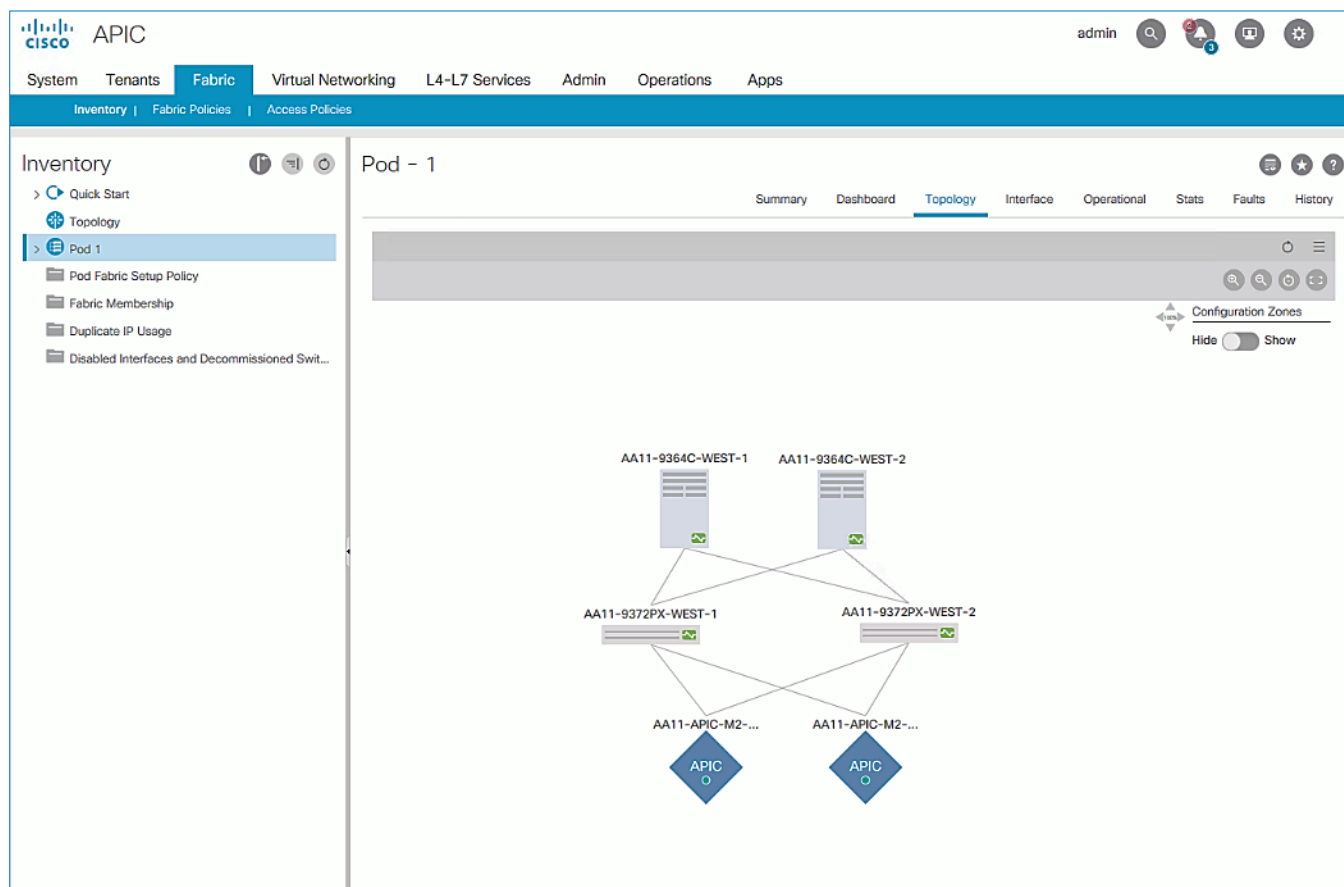 CISCO APIC admin
2 3
System Tenants Fabric Virtual Networking L4-L7 Services Admin Operations Apps
Inventory | Fabric Policies | Access Policies
Inventory
Quick Start
Topology
Pod 1
Pod Fabric Setup Policy
Fabric Membership
Duplicate IP Usage
Disabled Interfaces and Decommissioned Swit...
Pod - 1
?
Summary Dashboard Topology Interface Operational Stats Faults History
100%
Configuration Zones
Hide Show
AA11-9364C-WEST-1 AA11-9364C-WEST-2
AA11-9372PX-WEST-1 AA11-9372PX-WEST-2
AA11-APIC-M2-... AA11-APIC-M2-...
APIC APIC